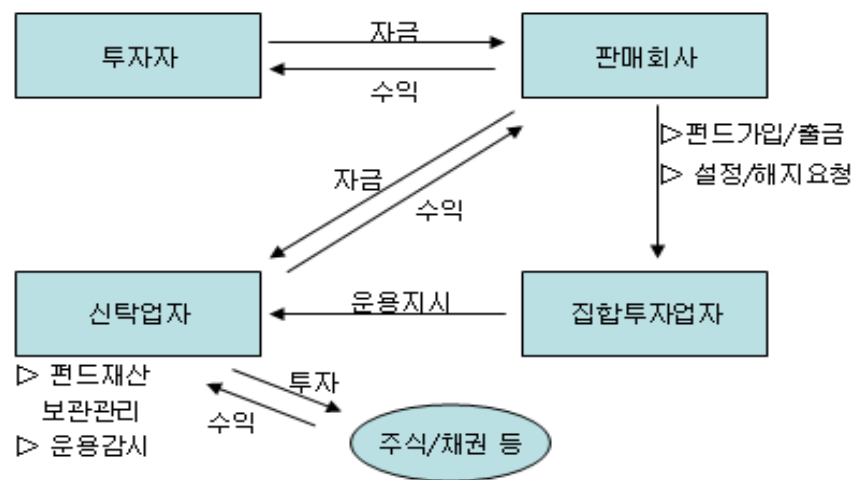 투자자
자금
수익
판매회사
▷펀드가입/출금
▷ 설정/해지요청
자금
수익
신탁업자
운용지시
집합투자업자
▷ 펀드재산
보관관리
▷ 운용감시
투자
수익
주식/채권 등